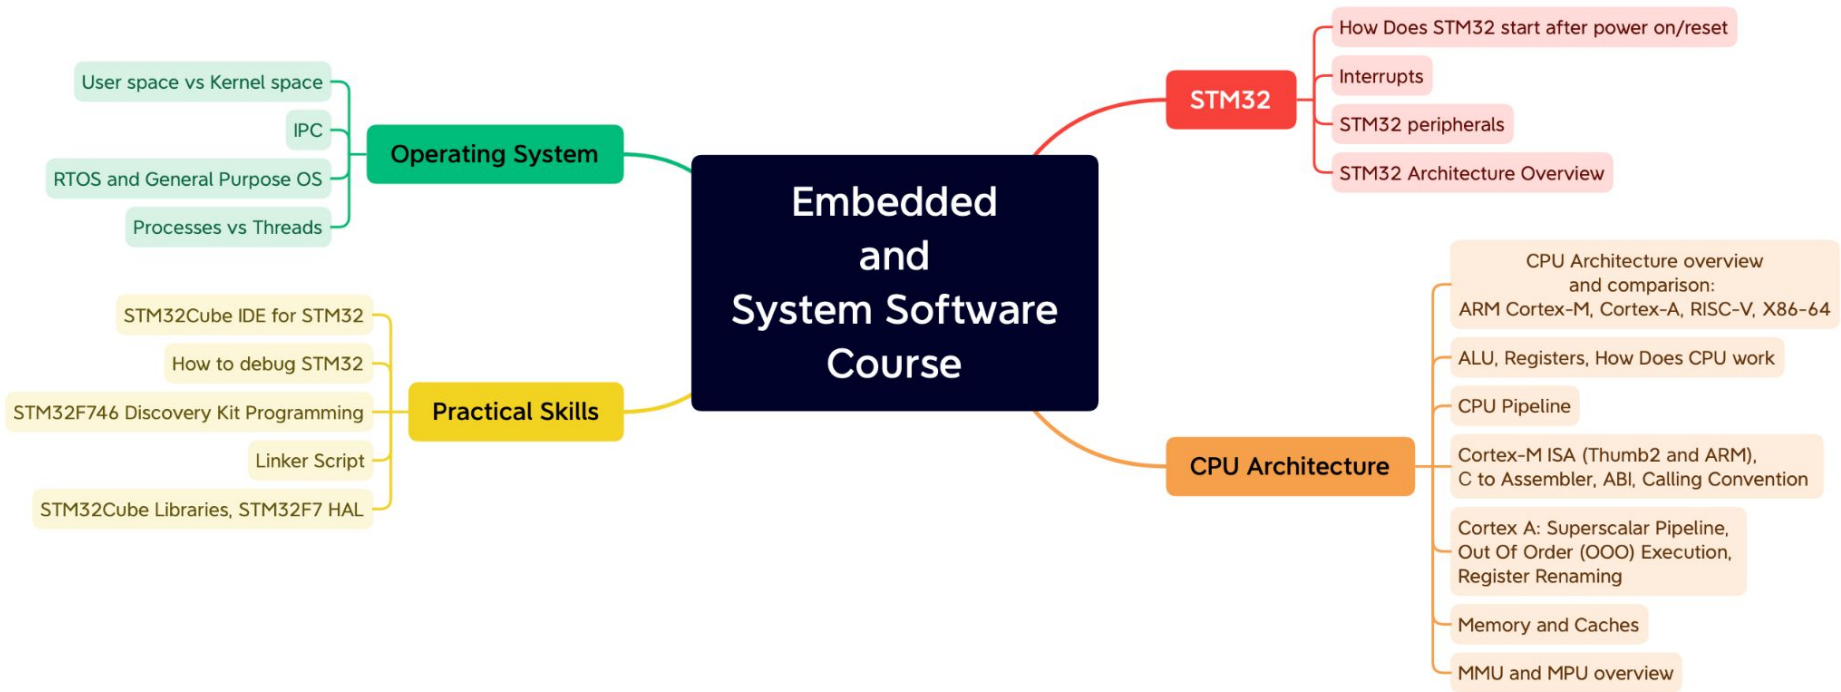 Embedded
and
System Software
Course
Operating System
User space vs Kernel space
IPC
RTOS and General Purpose OS
Processes vs Threads
Practical Skills
STM32Cube IDE for STM32
How to debug STM32
STM32F746 Discovery Kit Programming
Linker Script
STM32Cube Libraries, STM32F7 HAL
STM32
How Does STM32 start after power on/reset
Interrupts
STM32 peripherals
STM32 Architecture Overview
CPU Architecture
CPU Architecture overview
and comparison:
ARM Cortex-M, Cortex-A, RISC-V, X86-64
ALU, Registers, How Does CPU work
CPU Pipeline
Cortex-M ISA (Thumb2 and ARM),
C to Assembler, ABI, Calling Convention
Cortex A: Superscalar Pipeline,
Out Of Order (OOO) Execution,
Register Renaming
Memory and Caches
MMU and MPU overview